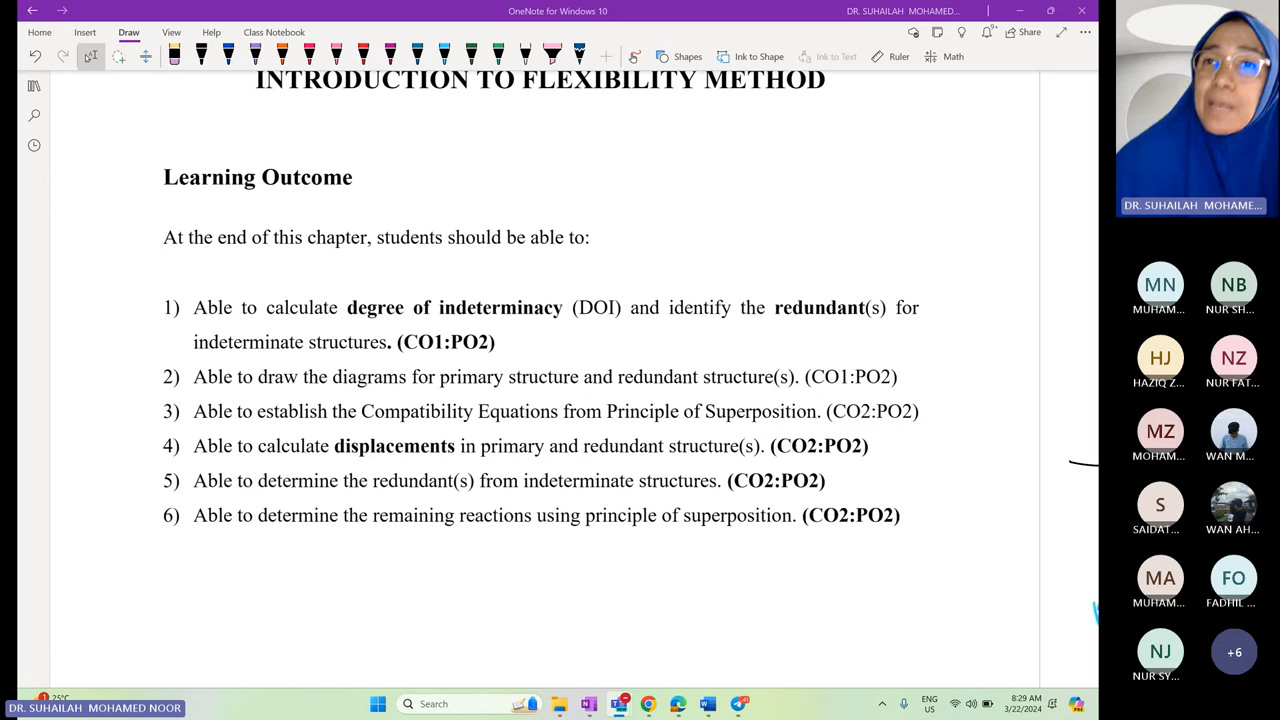 OneNote for Windows 10
DR. SUHAILAH MOHAMED...
Home Insert Draw View Help Class Notebook
Share
Shapes Ink to Shape Ink to Text Ruler Math
INTRODUCTION TO FLEXIBILITY METHOD
Learning Outcome
At the end of this chapter, students should be able to:
1) Able to calculate degree of indeterminacy (DOI) and identify the redundant(s) for
indeterminate structures. (CO1:PO2)
2) Able to draw the diagrams for primary structure and redundant structure(s). (CO1:PO2)
3) Able to establish the Compatibility Equations from Principle of Superposition. (CO2:PO2)
4) Able to calculate displacements in primary and redundant structure(s). (CO2:PO2)
5) Able to determine the redundant(s) from indeterminate structures. (CO2:PO2)
6) Able to determine the remaining reactions using principle of superposition. (CO2:PO2)
DR. SUHAILAH MOHAME...
MN NB
MUHAM... NUR SH...
HJ NZ
HAZIQ Z... NUR FAT...
MZ
MOHAM... WAN M...
S
SAIDAT... WAN AH...
MA FO
MUHAM... FADHIL ...
NJ +6
NUR SY...
25°C
DR. SUHAILAH MOHAMED NOOR
Search
ENG
US
8:29 AM
3/22/2024